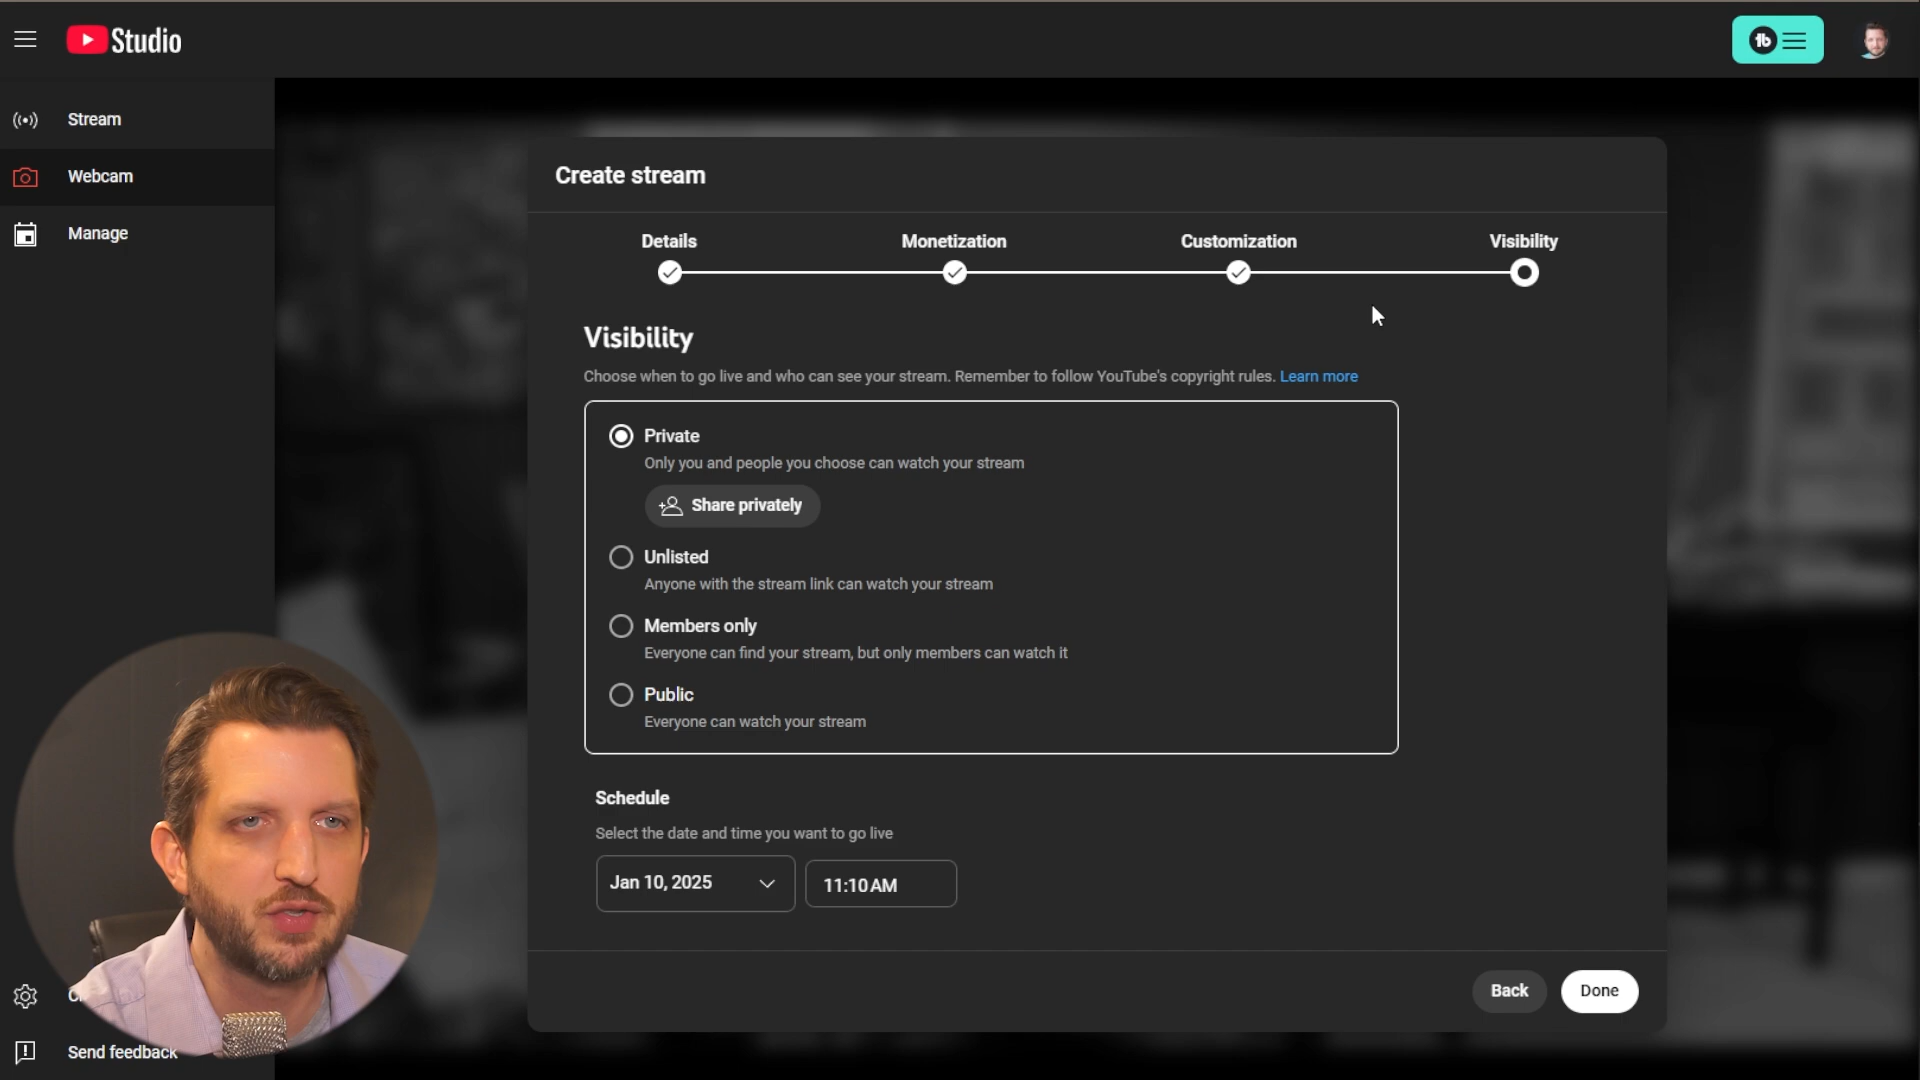 Studio
tb
Stream
Webcam
Manage
Send feedback
Create stream
Details
Monetization
Customization
Visibility
Visibility
Choose when to go live and who can see your stream. Remember to follow YouTube's copyright rules. Learn more
Private
Only you and people you choose can watch your stream
Share privately
Unlisted
Anyone with the stream link can watch your stream
Members only
Everyone can find your stream, but only members can watch it
Public
Everyone can watch your stream
Schedule
Select the date and time you want to go live
Jan 10, 2025
11:10 AM
Back
Done